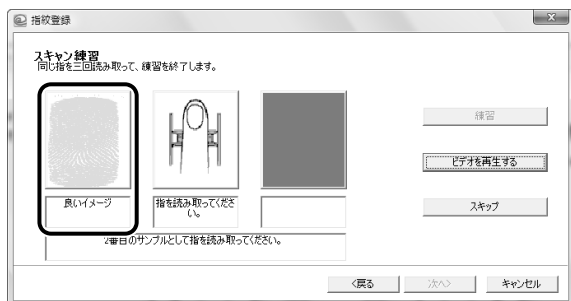 指紋登録
スキャン練習
同じ指を三回読み取って、練習を終了します。
練習
ビデオを再生する
良いイメージ
指を読み取ってくださ
い。
スキップ
2番目のサンプルとして指を読み取ってください。
<戻る
次へ>
キャンセル